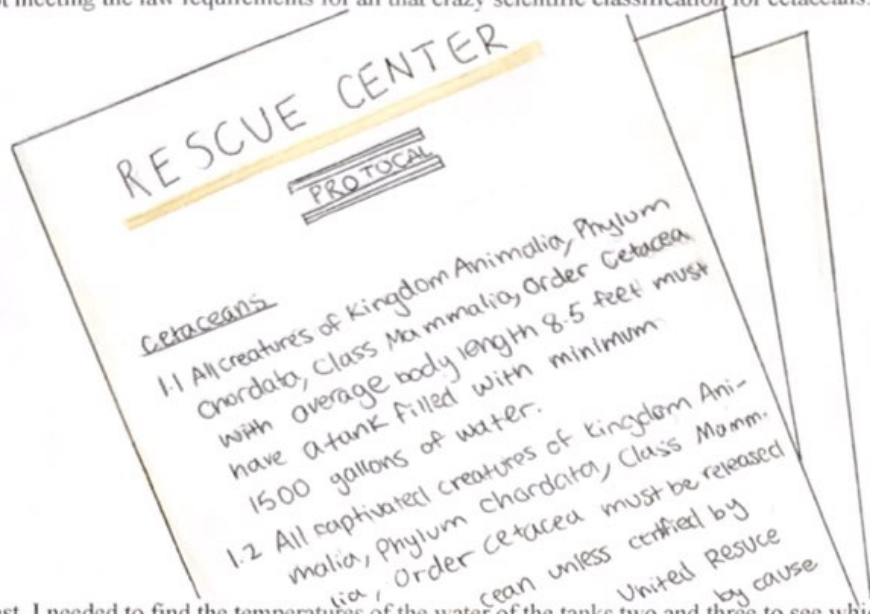 meeting the law requirements for all that crazy scientific classification for cetaceans.
RESCUE CENTER
PROTOCAL
Cetaceans
1.1 All creatures of Kingdom Animalia, Phylum
Chordata, Class Mammalia, Order Cetacea
with average body length 8.5 feet must
have a tank filled with minimum
1500 gallons of water.
1.2 All captivated creatures of Kingdom Ani-
malia, Phylum Chordata, Class Mamm-
lia, Order Cetacea must be released
cean unless certified by
United Resuce
by cause
I needed to find the temperatures of the water of the tanks two and three to see